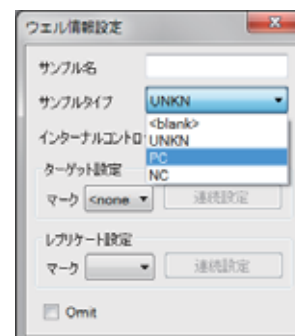 ウェル情報設定
サンプル名
サンプルタイプ UNKN
<blank>
インターナルコントロ UNKN
PC
ターゲット設定
NC
マーク <none 連続設定
レプリケート設定
マーク 連続設定
Omit